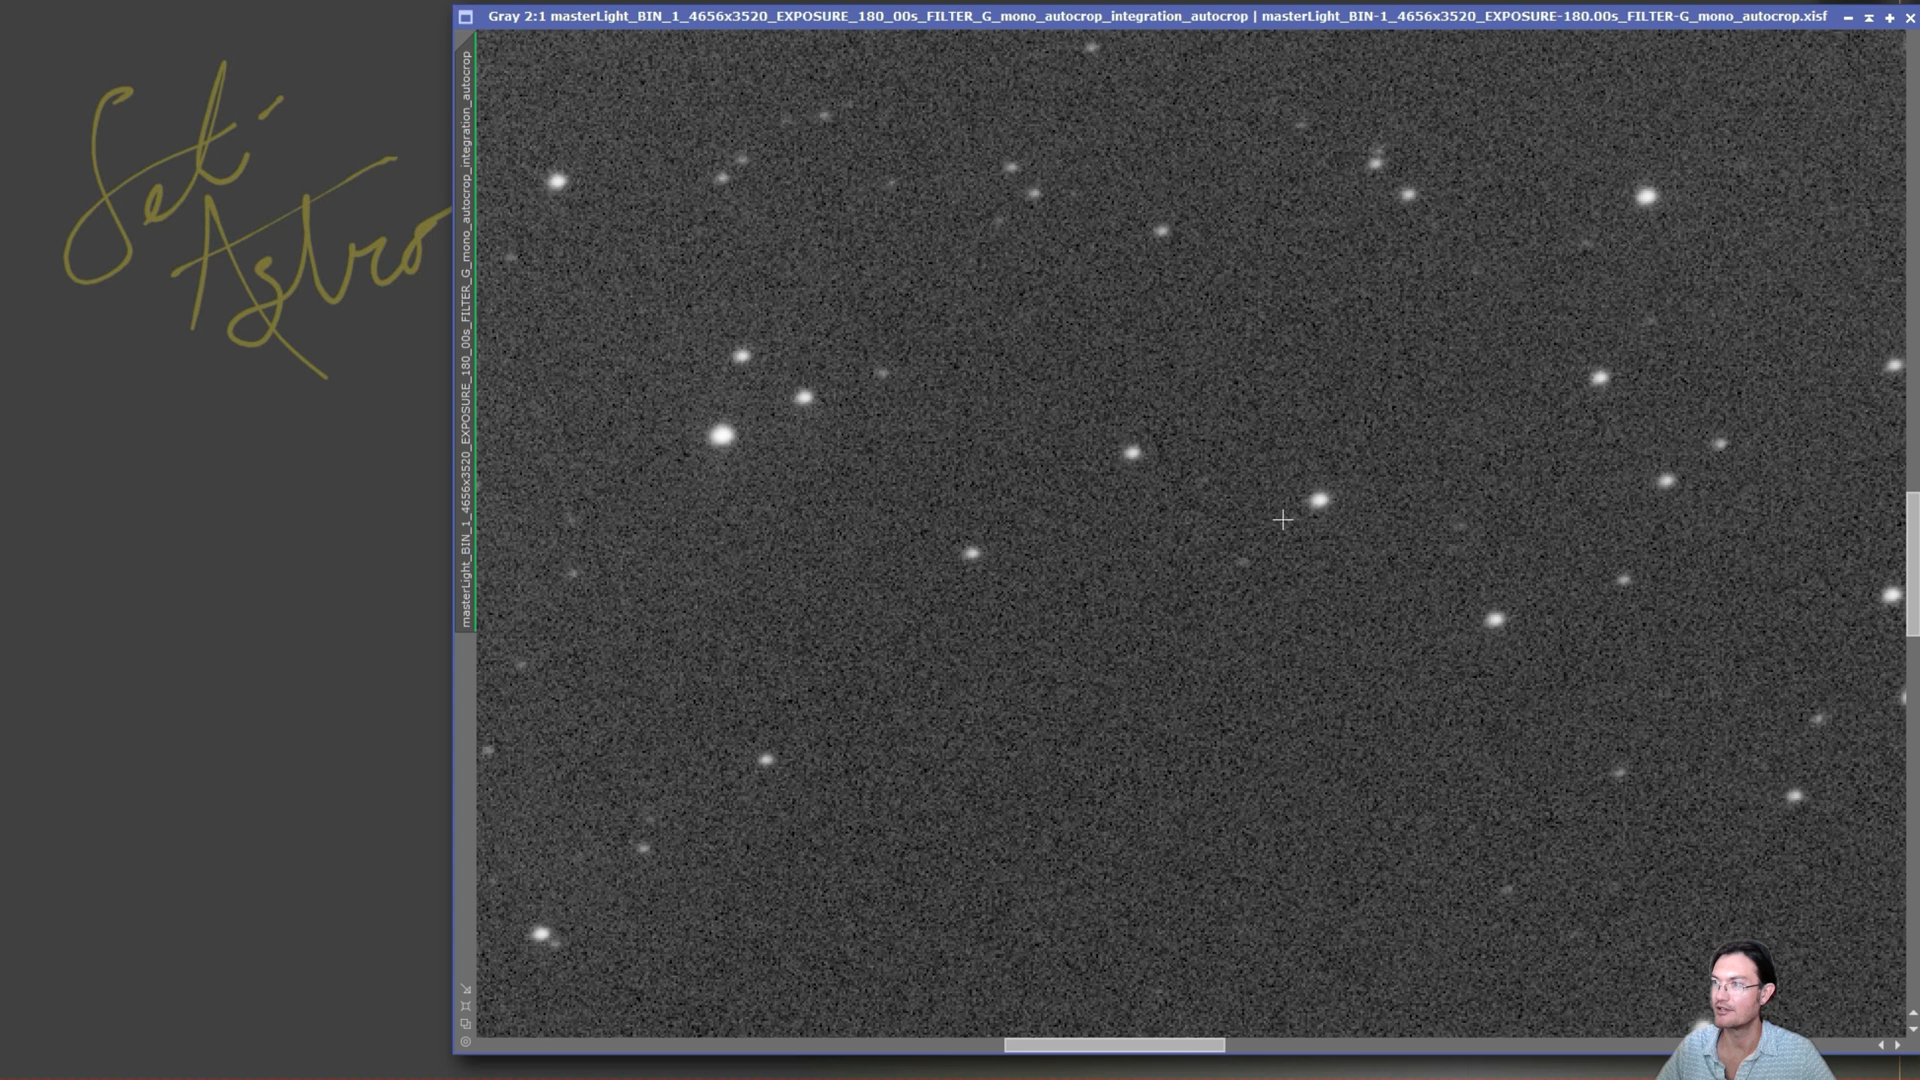 Gray 2:1 masterLight_BIN_1_4656x3520_EXPOSURE_180_00s_FILTER_G_mono_autocrop_integration_autocrop | masterLight_BIN-1_4656x3520_EXPOSURE-180.00s_FILTER-G_mono_autocrop.xisf
Seti
Astro
masterLight_BIN_1_4656x3520_EXPOSURE_180_00s_FILTER_G_mono_autocrop_integration_autocrop